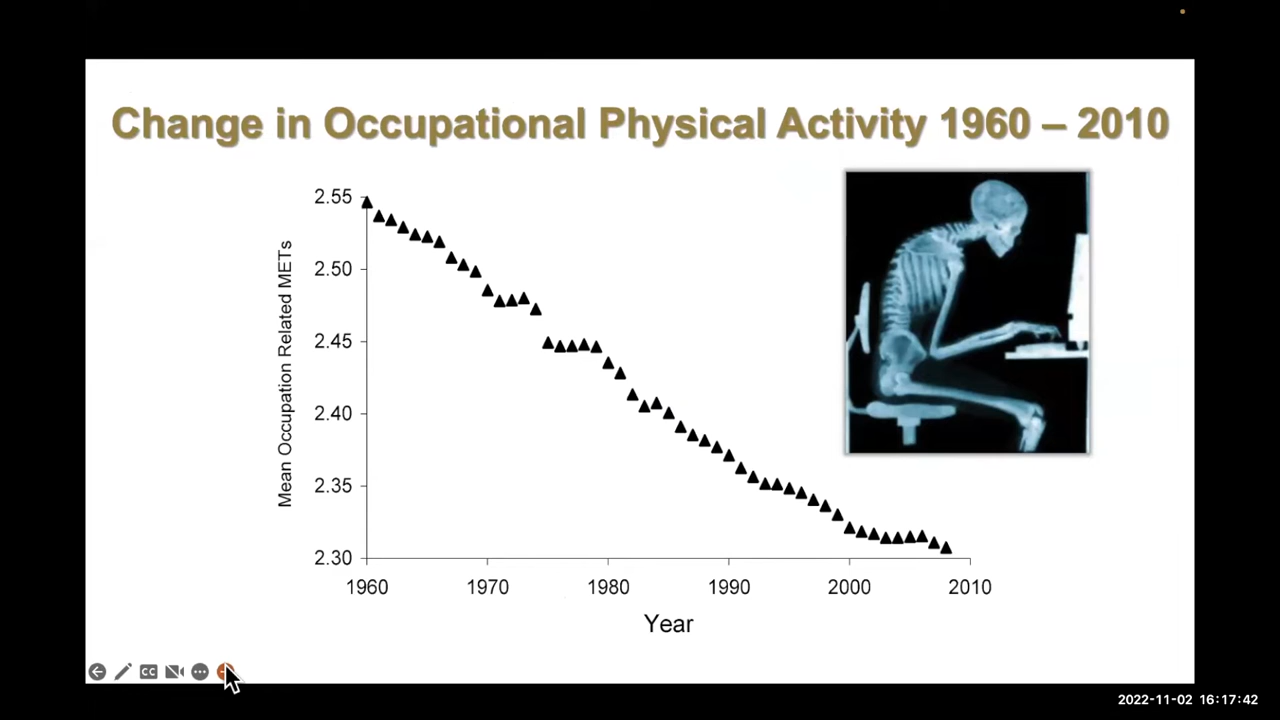 Change in Occupational Physical Activity 1960 – 2010
2.55
2.50
2.45
2.40
2.35
2.30
Mean Occupation Related METs
1960 1970 1980 1990 2000 2010
Year
CC
2022-11-02 16:17:42